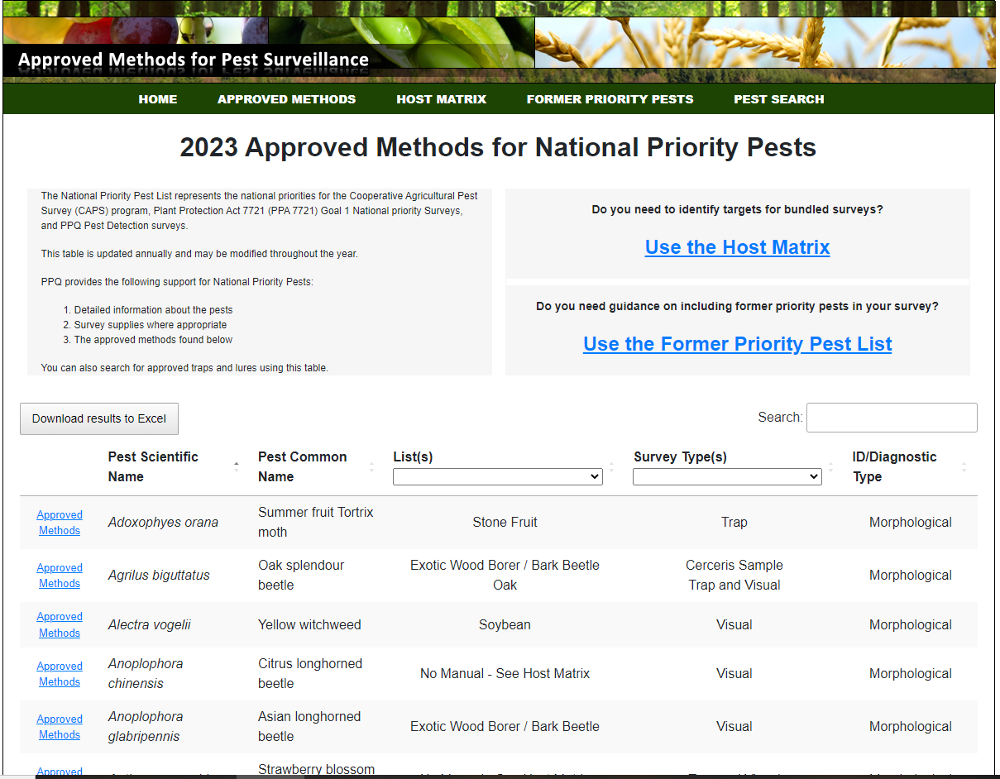 Approved Methods for Pest Surveillance
HOME APPROVED METHODS HOST MATRIX FORMER PRIORITY PESTS PEST SEARCH
2023 Approved Methods for National Priority Pests
The National Priority Pest List represents the national priorities for the Cooperative Agricultural Pest
Survey (CAPS) program, Plant Protection Act 7721 (PPA 7721) Goal 1 National priority Surveys,
and PPQ Pest Detection surveys.
This table is updated annually and may be modified throughout the year.
PPQ provides the following support for National Priority Pests:
1. Detailed information about the pests
2. Survey supplies where appropriate
3. The approved methods found below
You can also search for approved traps and lures using this table.
Do you need to identify targets for bundled surveys?
Use the Host Matrix
Do you need guidance on including former priority pests in your survey?
Use the Former Priority Pest List
Download results to Excel
Search:
Pest Scientific
Name
Pest Common
Name
List(s)
Survey Type(s)
ID/Diagnostic
Type
Approved
Methods
Adoxophyes orana
Summer fruit Tortrix
moth
Stone Fruit
Trap
Morphological
Approved
Methods
Agrilus biguttatus
Oak splendour
beetle
Exotic Wood Borer / Bark Beetle
Oak
Cerceris Sample
Trap and Visual
Morphological
Approved
Methods
Alectra vogelii
Yellow witchweed
Soybean
Visual
Morphological
Approved
Methods
Anoplophora
chinensis
Citrus longhorned
beetle
No Manual - See Host Matrix
Visual
Morphological
Approved
Methods
Anoplophora
glabripennis
Asian longhorned
beetle
Exotic Wood Borer / Bark Beetle
Visual
Morphological
Approved
Strawberry blossom